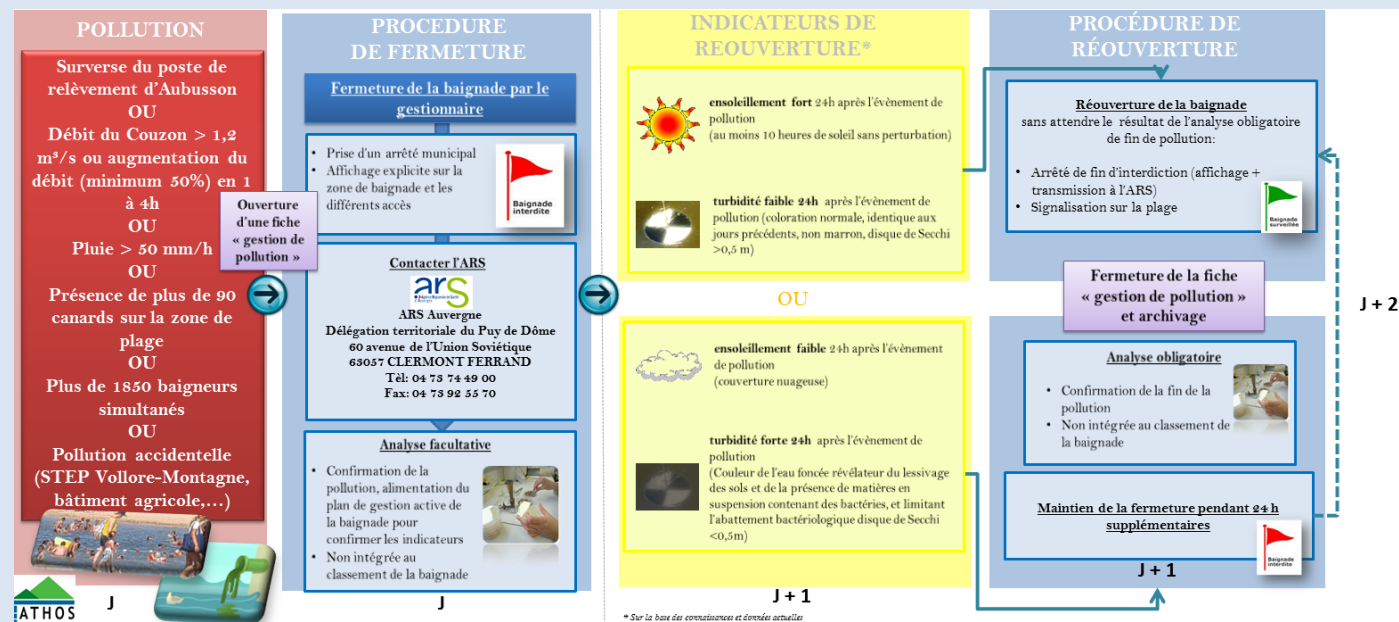 POLLUTION
Surverse du poste de
relèvement d'Aubusson
OU
Débit du Couzon > 1,2
m³/s ou augmentation du
débit (minimum 50%) en 1
à 4h
OU
Pluie > 50 mm/h
OU
Présence de plus de 90
canards sur la zone de
plage
OU
Plus de 1850 baigneurs
simultanés
OU
Pollution accidentelle
(STEP Vollore-Montagne,
bâtiment agricole,…)
ATHOS
J
Ouverture
d'une fiche
« gestion de
pollution »
PROCEDURE
DE FERMETURE
Fermeture de la baignade par le
gestionnaire
• Prise d'un arrêté municipal
• Affichage explicite sur la
zone de baignade et les
différents accès
Baignade
interdite
Contacter l'ARS
ars
ARS Auvergne
Délégation territoriale du Puy de Dôme
60 avenue de l'Union Soviétique
63057 CLERMONT FERRAND
Tèl: 04 73 74 49 00
Fax: 04 73 92 55 70
Analyse facultative
• Confirmation de la
pollution, alimentation du
plan de gestion active de
la baignade pour
confirmer les indicateurs
• Non intégrée au
classement de la baignade
J
INDICATEURS DE
REOUVERTURE*
ensoleillement fort 24h après l'évènement de
pollution
(au moins 10 heures de soleil sans perturbation)
turbidité faible 24h après l'évènement de
pollution (coloration normale, identique aux
jours précédents, non marron, disque de Secchi
>0,5 m)
OU
ensoleillement faible 24h après l'évènement
de pollution
(couverture nuageuse)
turbidité forte 24h après l'évènement de
pollution
(Couleur de l'eau foncée révélateur du lessivage
des sols et de la présence de matières en
suspension contenant des bactéries, et limitant
l'abattement bactériologique disque de Secchi
<0,5m)
J + 1
* Sur la base des connaissances et données actuelles
PROCÉDURE DE
RÉOUVERTURE
Réouverture de la baignade
sans attendre le résultat de l'analyse obligatoire
de fin de pollution:
• Arrêté de fin d'interdiction (affichage +
transmission à l'ARS)
• Signalisation sur la plage
Baignade
surveillée
Fermeture de la fiche
« gestion de pollution »
et archivage
Analyse obligatoire
• Confirmation de la fin de la
pollution
• Non intégrée au classement de
la baignade
Maintien de la fermeture pendant 24 h
supplémentaires
Baignade
interdite
J + 1
J + 2